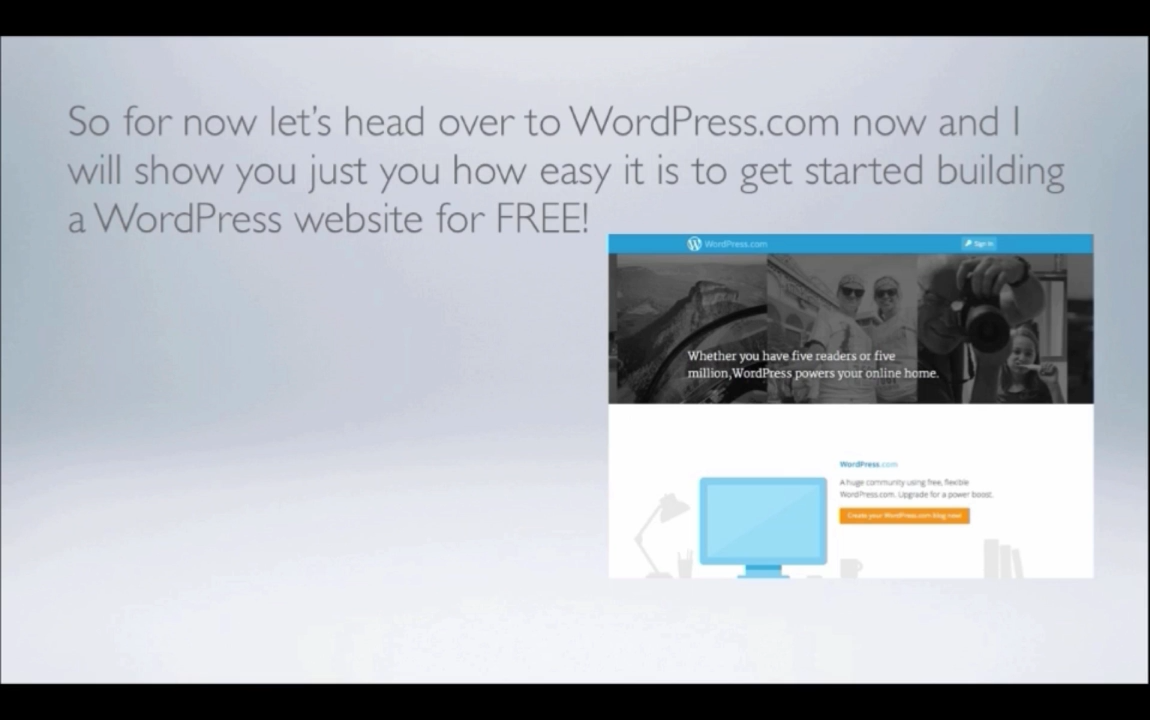 So for now let's head over to WordPress.com now and I
will show you just you how easy it is to get started building
a WordPress website for FREE!
WordPress.com
Sign In
Whether you have five readers or five
million,WordPress powers your online home.
WordPress.com
A huge community using free, flexible
WordPress.com. Upgrade for a power boost.
Create your WordPress.com blog now!